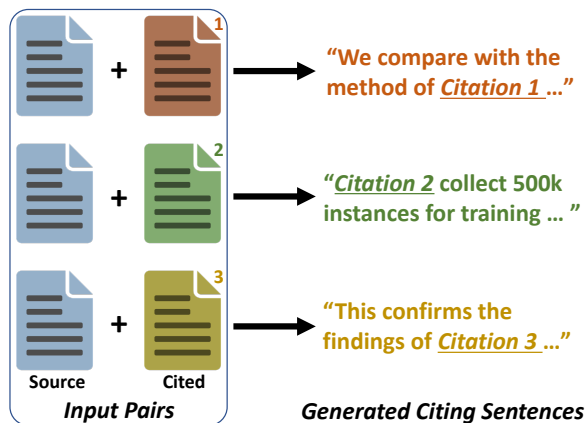 1
+
“We compare with the
method of Citation 1 …”
2
+
“Citation 2 collect 500k
instances for training … ”
3
+
“This confirms the
findings of Citation 3 …”
Source Cited
Input Pairs
Generated Citing Sentences